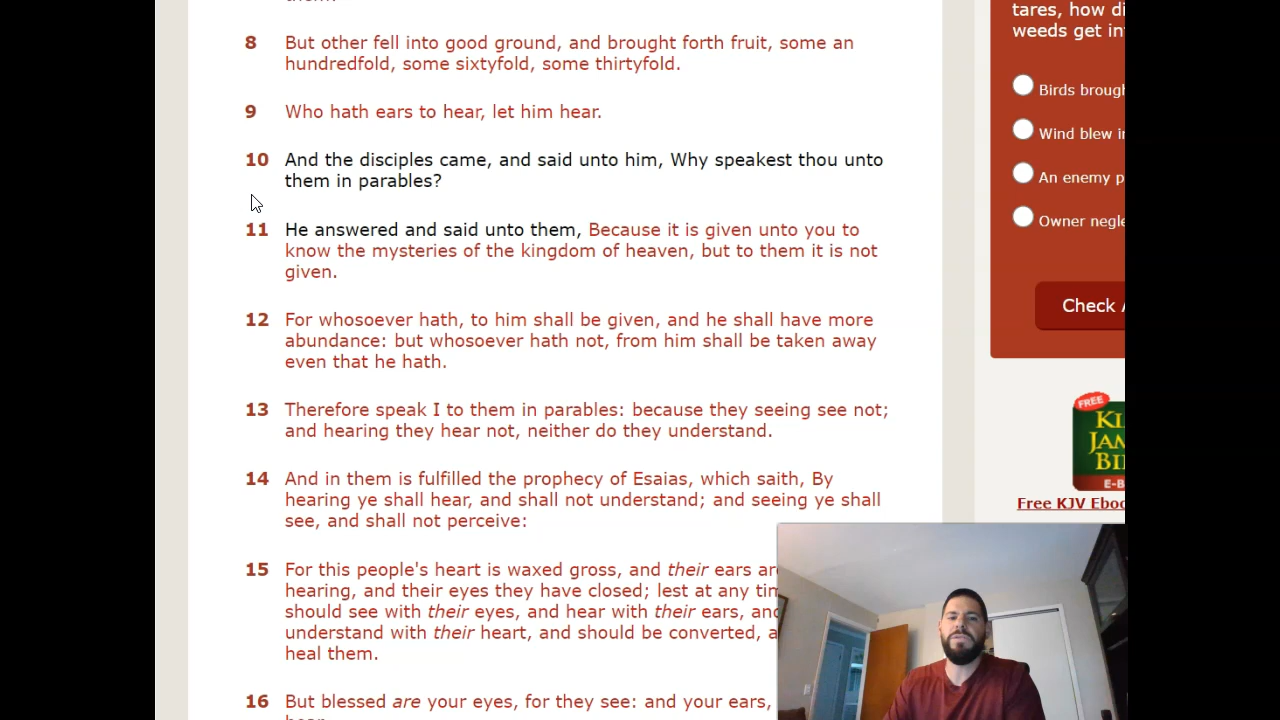 8 But other fell into good ground, and brought forth fruit, some an
hundredfold, some sixtyfold, some thirtyfold.
9 Who hath ears to hear, let him hear.
10 And the disciples came, and said unto him, Why speakest thou unto
them in parables?
11 He answered and said unto them, Because it is given unto you to
know the mysteries of the kingdom of heaven, but to them it is not
given.
12 For whosoever hath, to him shall be given, and he shall have more
abundance: but whosoever hath not, from him shall be taken away
even that he hath.
13 Therefore speak I to them in parables: because they seeing see not;
and hearing they hear not, neither do they understand.
14 And in them is fulfilled the prophecy of Esaias, which saith, By
hearing ye shall hear, and shall not understand; and seeing ye shall
see, and shall not perceive:
15 For this people's heart is waxed gross, and their ears
hearing, and their eyes they have closed; lest at any
should see with their eyes, and hear with their ears,
understand with their heart, and should be converted,
heal them.
16 But blessed are your eyes, for they see: and your ears,
tares, how
weeds get
Birds
Wind blew
An enemy
Owner
Check
FREE
Free KJV